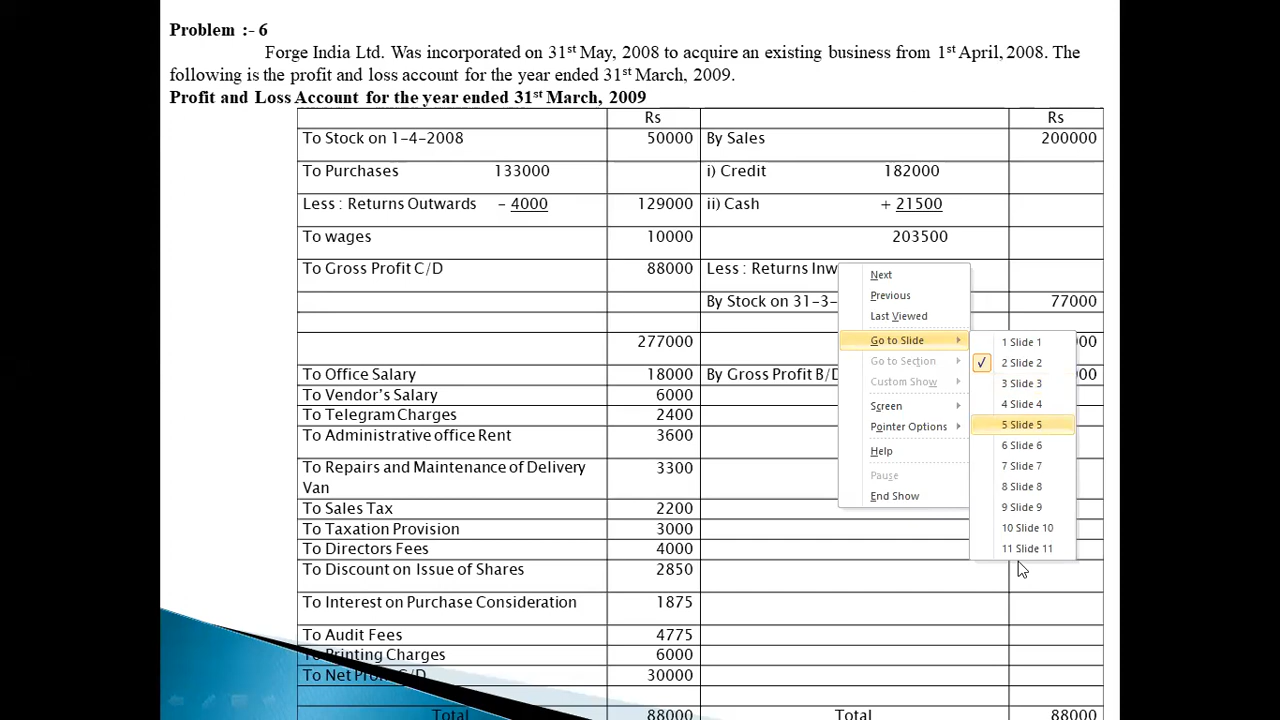 Problem :- 6
Forge India Ltd. Was incorporated on 31st May, 2008 to acquire an existing business from 1st April, 2008. The
following is the profit and loss account for the year ended 31st March, 2009.
Profit and Loss Account for the year ended 31st March, 2009
Rs Rs
To Stock on 1-4-2008 50000 By Sales 200000
To Purchases 133000 i) Credit 182000
Less : Returns Outwards - 4000 129000 ii) Cash + 21500
To wages 10000 203500
To Gross Profit C/D 88000 Less : Returns
By Stock on 31-3- 77000
277000
To Office Salary 18000 By Gross Profit B/D
To Vendor's Salary 6000
To Telegram Charges 2400
To Administrative office Rent 3600
To Repairs and Maintenance of Delivery
Van 3300
To Sales Tax 2200
To Taxation Provision 3000
To Directors Fees 4000
To Discount on Issue of Shares 2850
To Interest on Purchase Consideration 1875
To Audit Fees 4775
To Printing Charges 6000
To Net Profit C/D 30000
Total 88000 Total 88000
Next
Previous
Last Viewed
Go to Slide
Go to Section
Custom Show
Screen
Pointer Options
Help
Pause
End Show
1 Slide 1
2 Slide 2
3 Slide 3
4 Slide 4
5 Slide 5
6 Slide 6
7 Slide 7
8 Slide 8
9 Slide 9
10 Slide 10
11 Slide 11